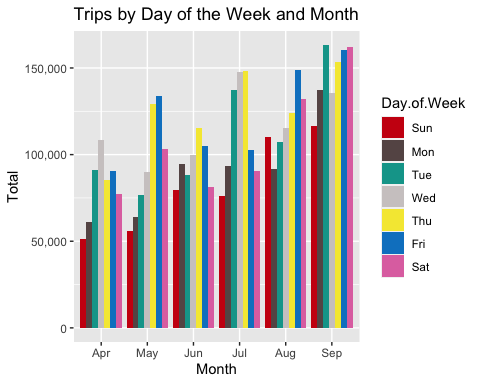 Trips by Day of the Week and Month
150,000
100,000
50,000
0
Total
Apr May Jun Jul Aug Sep
Month
Day.of.Week
Sun
Mon
Tue
Wed
Thu
Fri
Sat